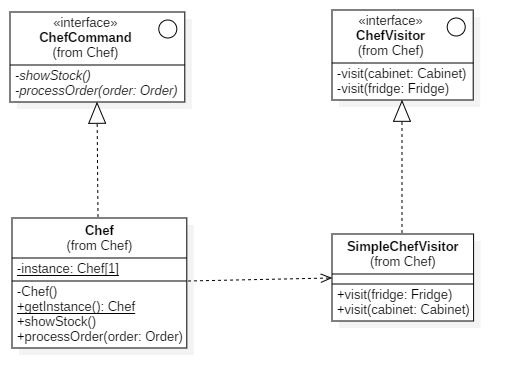 «interface»
ChefCommand
(from Chef)
-showStock()
-processOrder(order: Order)
«interface»
ChefVisitor
(from Chef)
-visit(cabinet: Cabinet)
-visit(fridge: Fridge)
Chef
(from Chef)
-instance: Chef[1]
-Chef()
+getInstance(): Chef
+showStock()
+processOrder(order: Order)
SimpleChefVisitor
(from Chef)
+visit(fridge: Fridge)
+visit(cabinet: Cabinet)